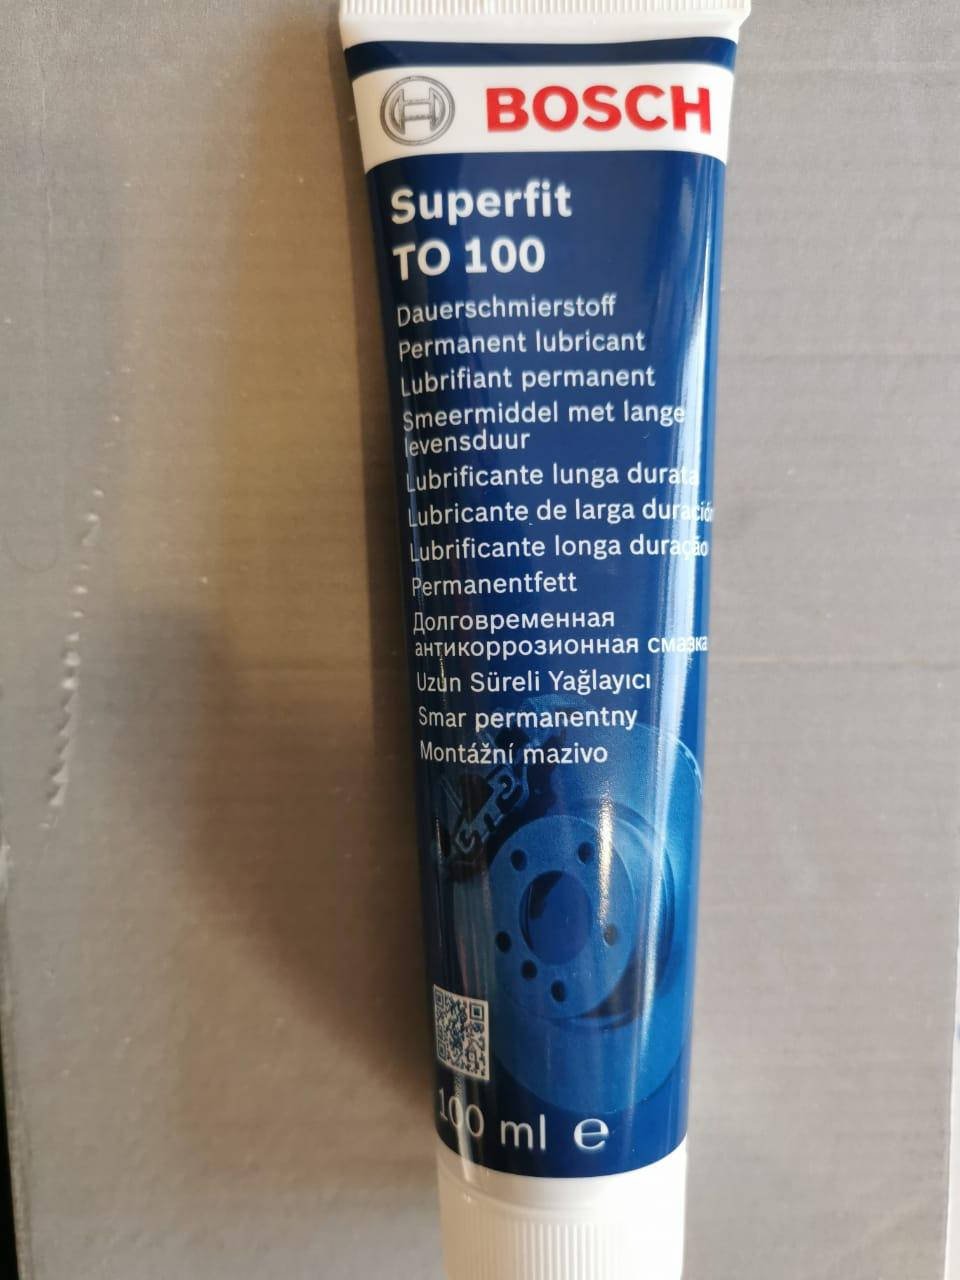 BOSCH
Superfit
TO 100
Dauerschmierstoff
Permanent lubricant
Lubrifiant permanent
Smeermiddel met lange
levensduur
Lubrificante lunga durata
Lubricante de larga duración
Lubrificante longa duração
Permanentfett
Долговременная
антикоррозионная смазка
Uzun Süreli Yağlayıcı
Smar permanentny
Montážní mazivo
100 ml e